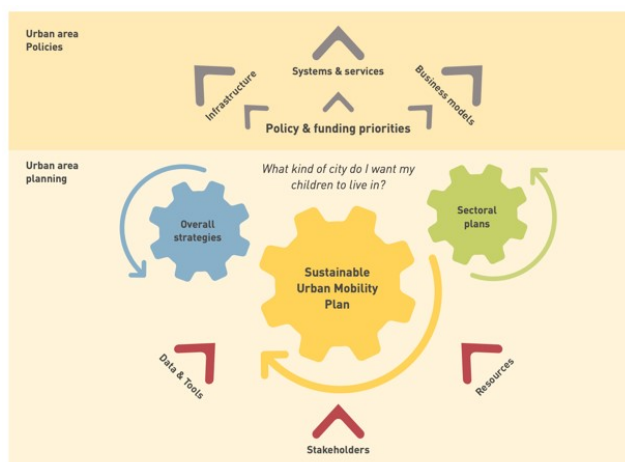 Urban area
Policies
Systems & services
Infrastructure
Business models
Policy & funding priorities
Urban area
planning
What kind of city do I want my
children to live in?
Overall
strategies
Sectoral
plans
Sustainable
Urban Mobility
Plan
Data & Tools
Resources
Stakeholders